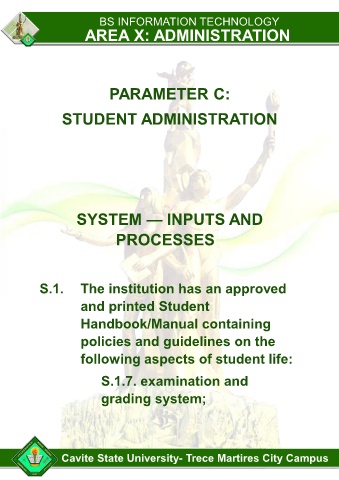 BS INFORMATION TECHNOLOGY
AREA X: ADMINISTRATION
PARAMETER C:
STUDENT ADMINISTRATION
SYSTEM — INPUTS AND
PROCESSES
S.1. The institution has an approved
and printed Student
Handbook/Manual containing
policies and guidelines on the
following aspects of student life:
S.1.7. examination and
grading system;
Cavite State University- Trece Martires City Campus